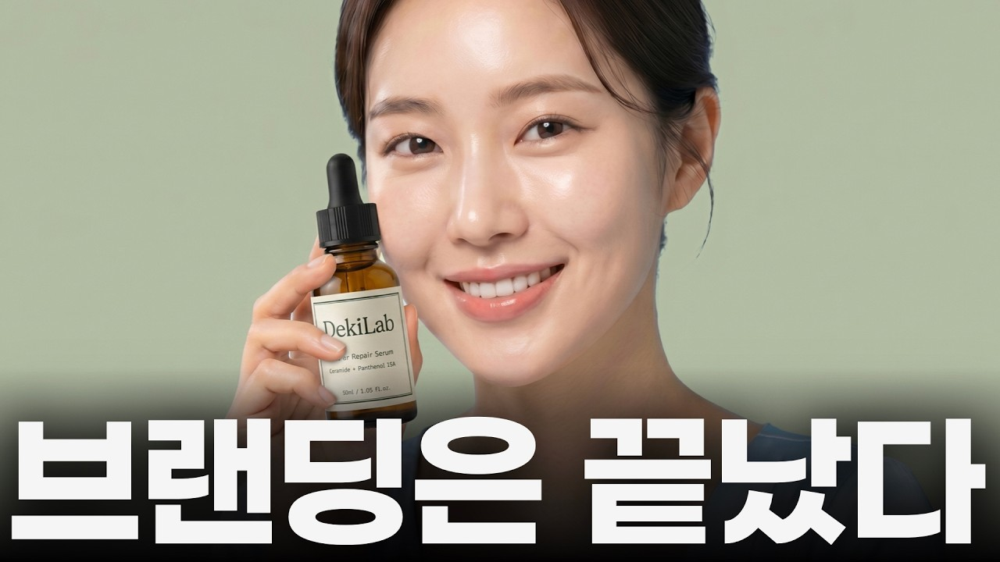 DekiLab
Repair Serum
Ceramide + Panthenol 15A
50ml / 1.05 fl.oz.
브랜딩은 끝났다